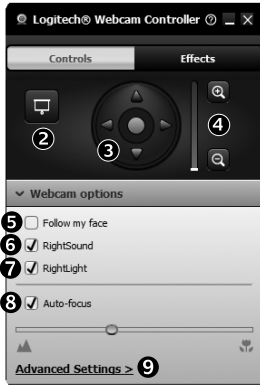 Logitech® Webcam Controller
Controls Effects
2
3
4
Webcam options
5 Follow my face
6 RightSound
7 RightLight
8 Auto-focus
Advanced Settings > 9